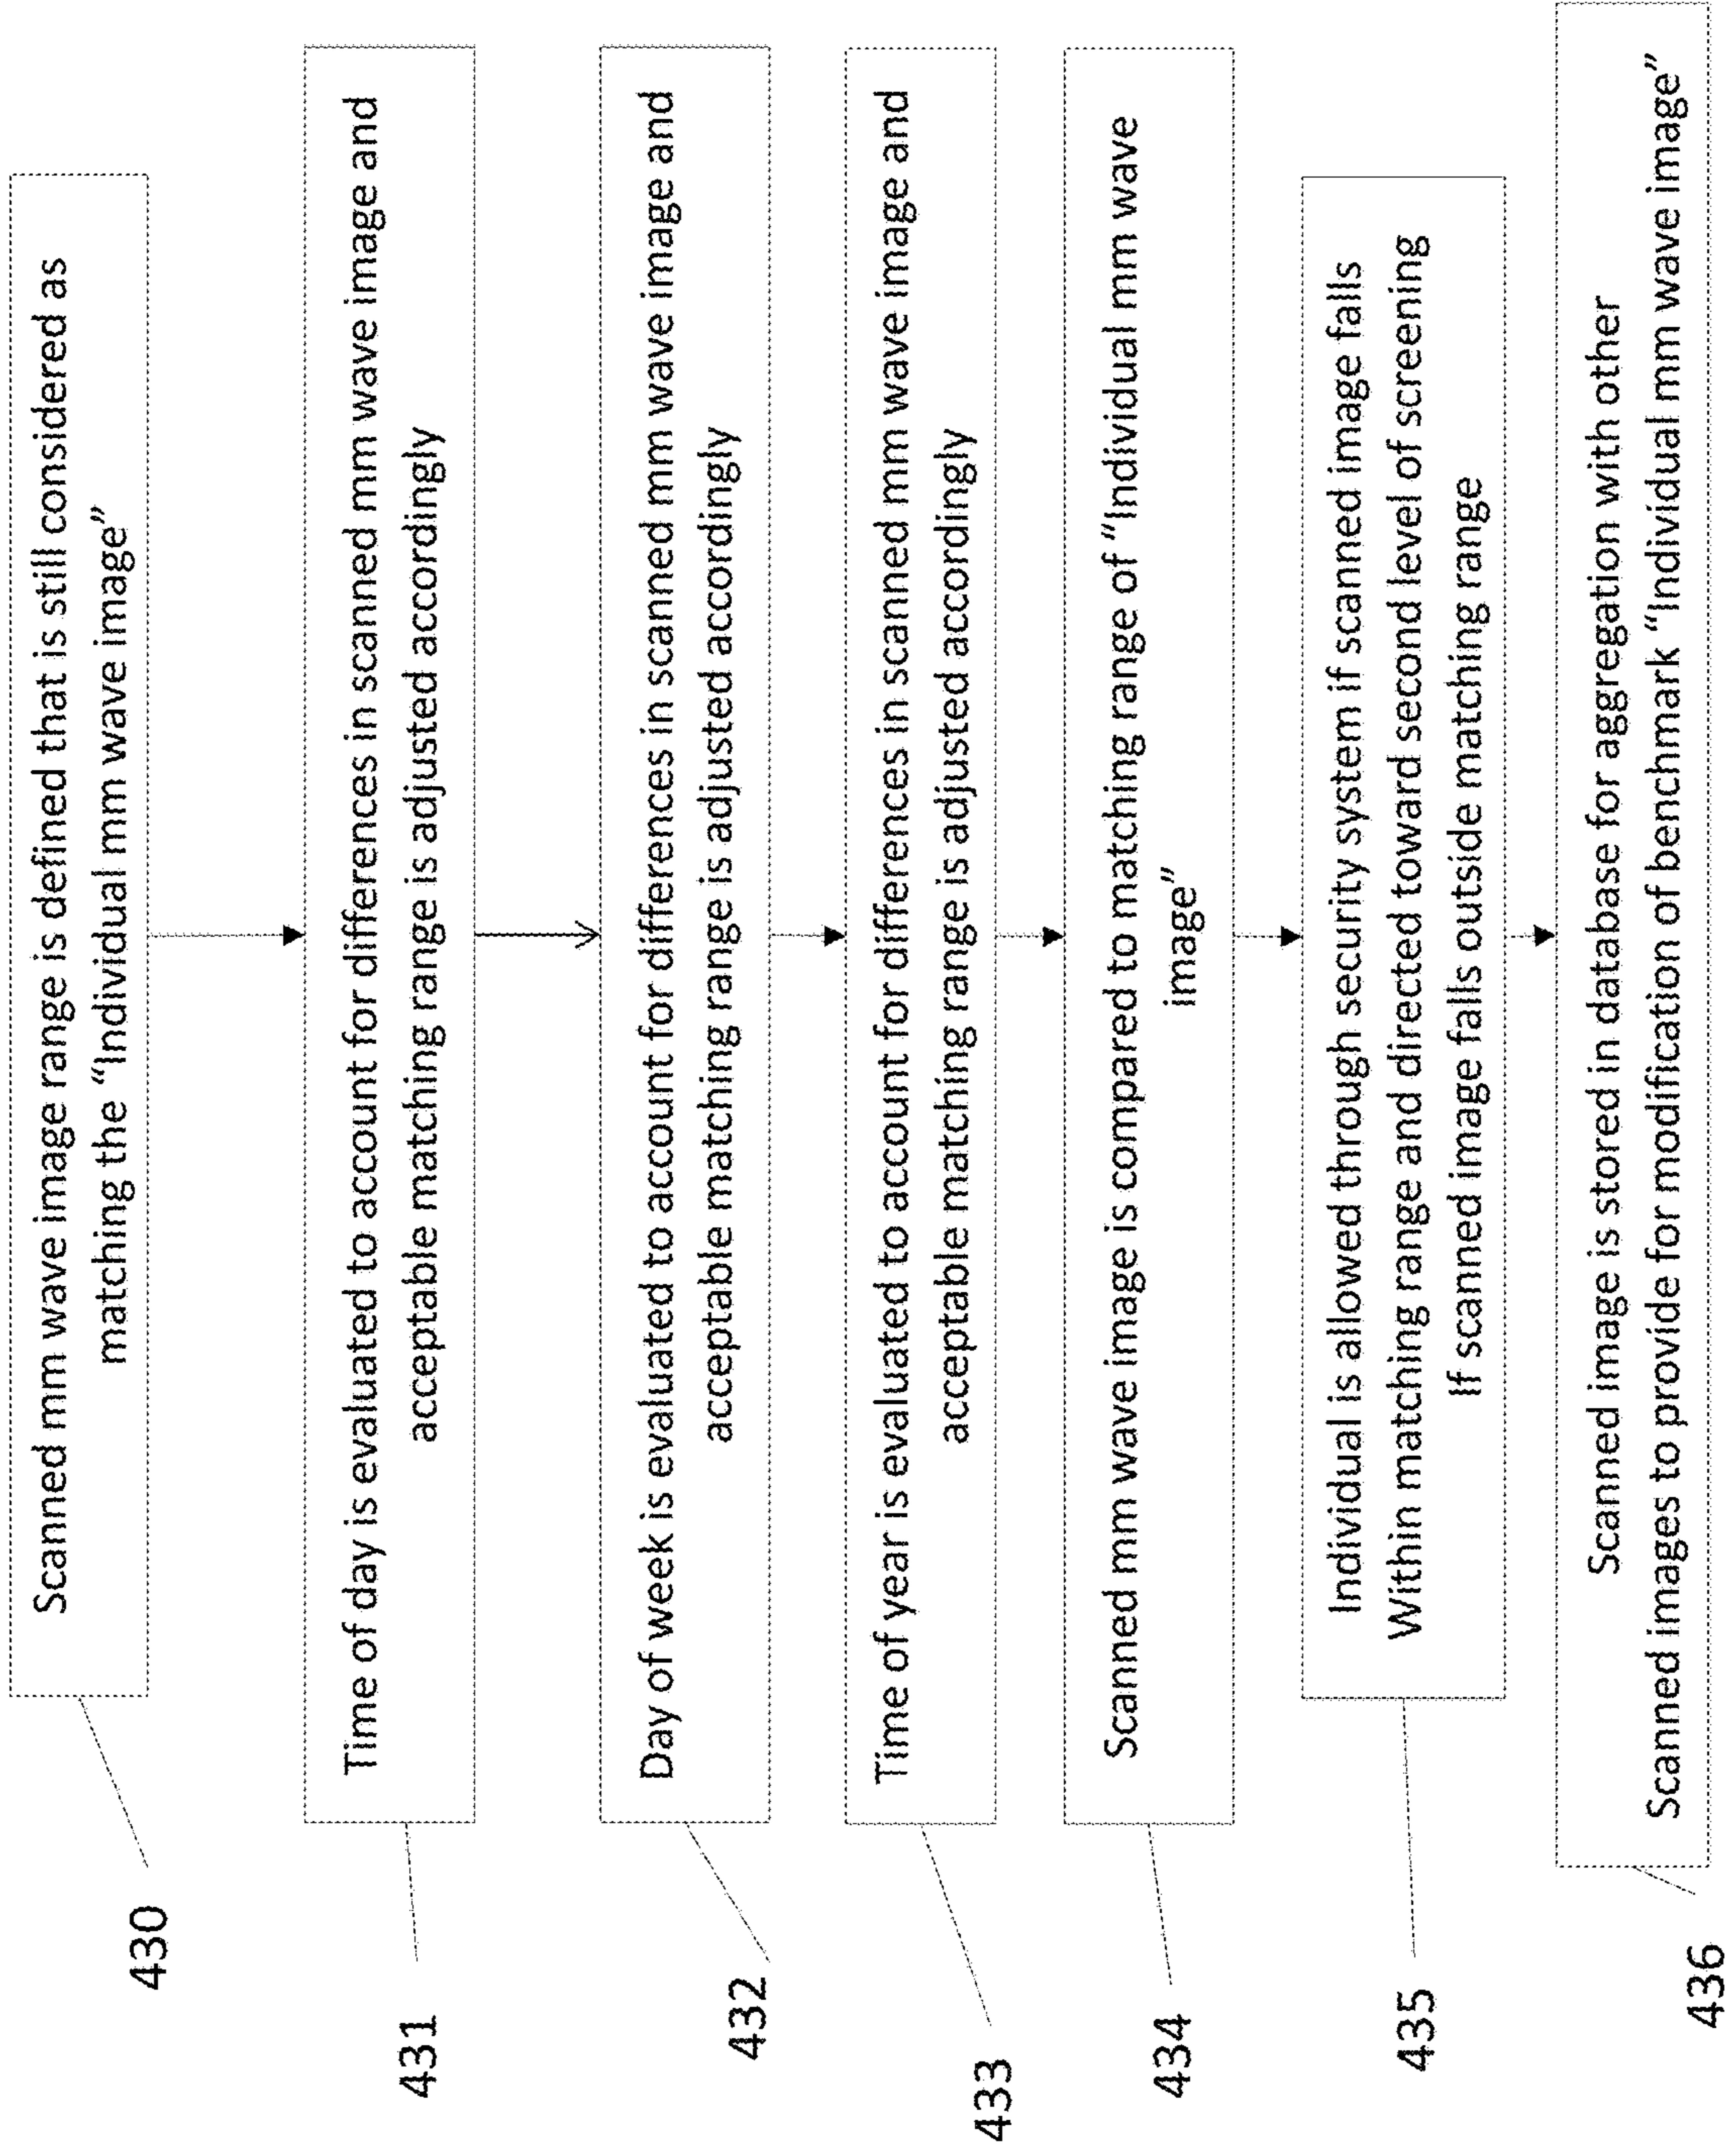 430
Scanned mm wave image range is defined that is still considered as
matching the “Individual mm wave image”
431
Time of day is evaluated to account for differences in scanned mm wave image and
acceptable matching range is adjusted accordingly
432
Day of week is evaluated to account for differences in scanned mm wave image and
acceptable matching range is adjusted accordingly
433
Time of year is evaluated to account for differences in scanned mm wave image and
acceptable matching range is adjusted accordingly
434
Scanned mm wave image is compared to matching range of “Individual mm wave
image”
435
Individual is allowed through security system if scanned image falls
Within matching range and directed toward second level of screening
If scanned image falls outside matching range
436
Scanned image is stored in database for aggregation with other
Scanned images to provide for modification of benchmark “Individual mm wave image”